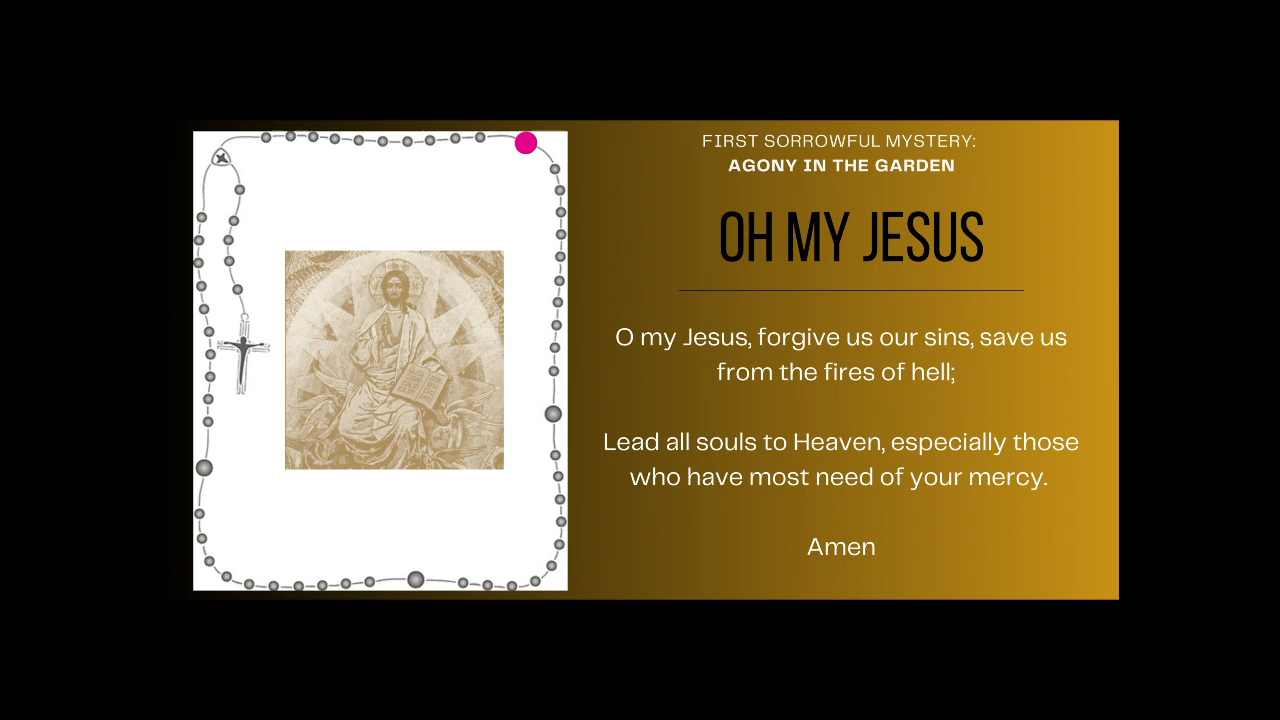 FIRST SORROWFUL MYSTERY:
AGONY IN THE GARDEN
OH MY JESUS
O my Jesus, forgive us our sins, save us
from the fires of hell;
Lead all souls to Heaven, especially those
who have most need of your mercy.
Amen